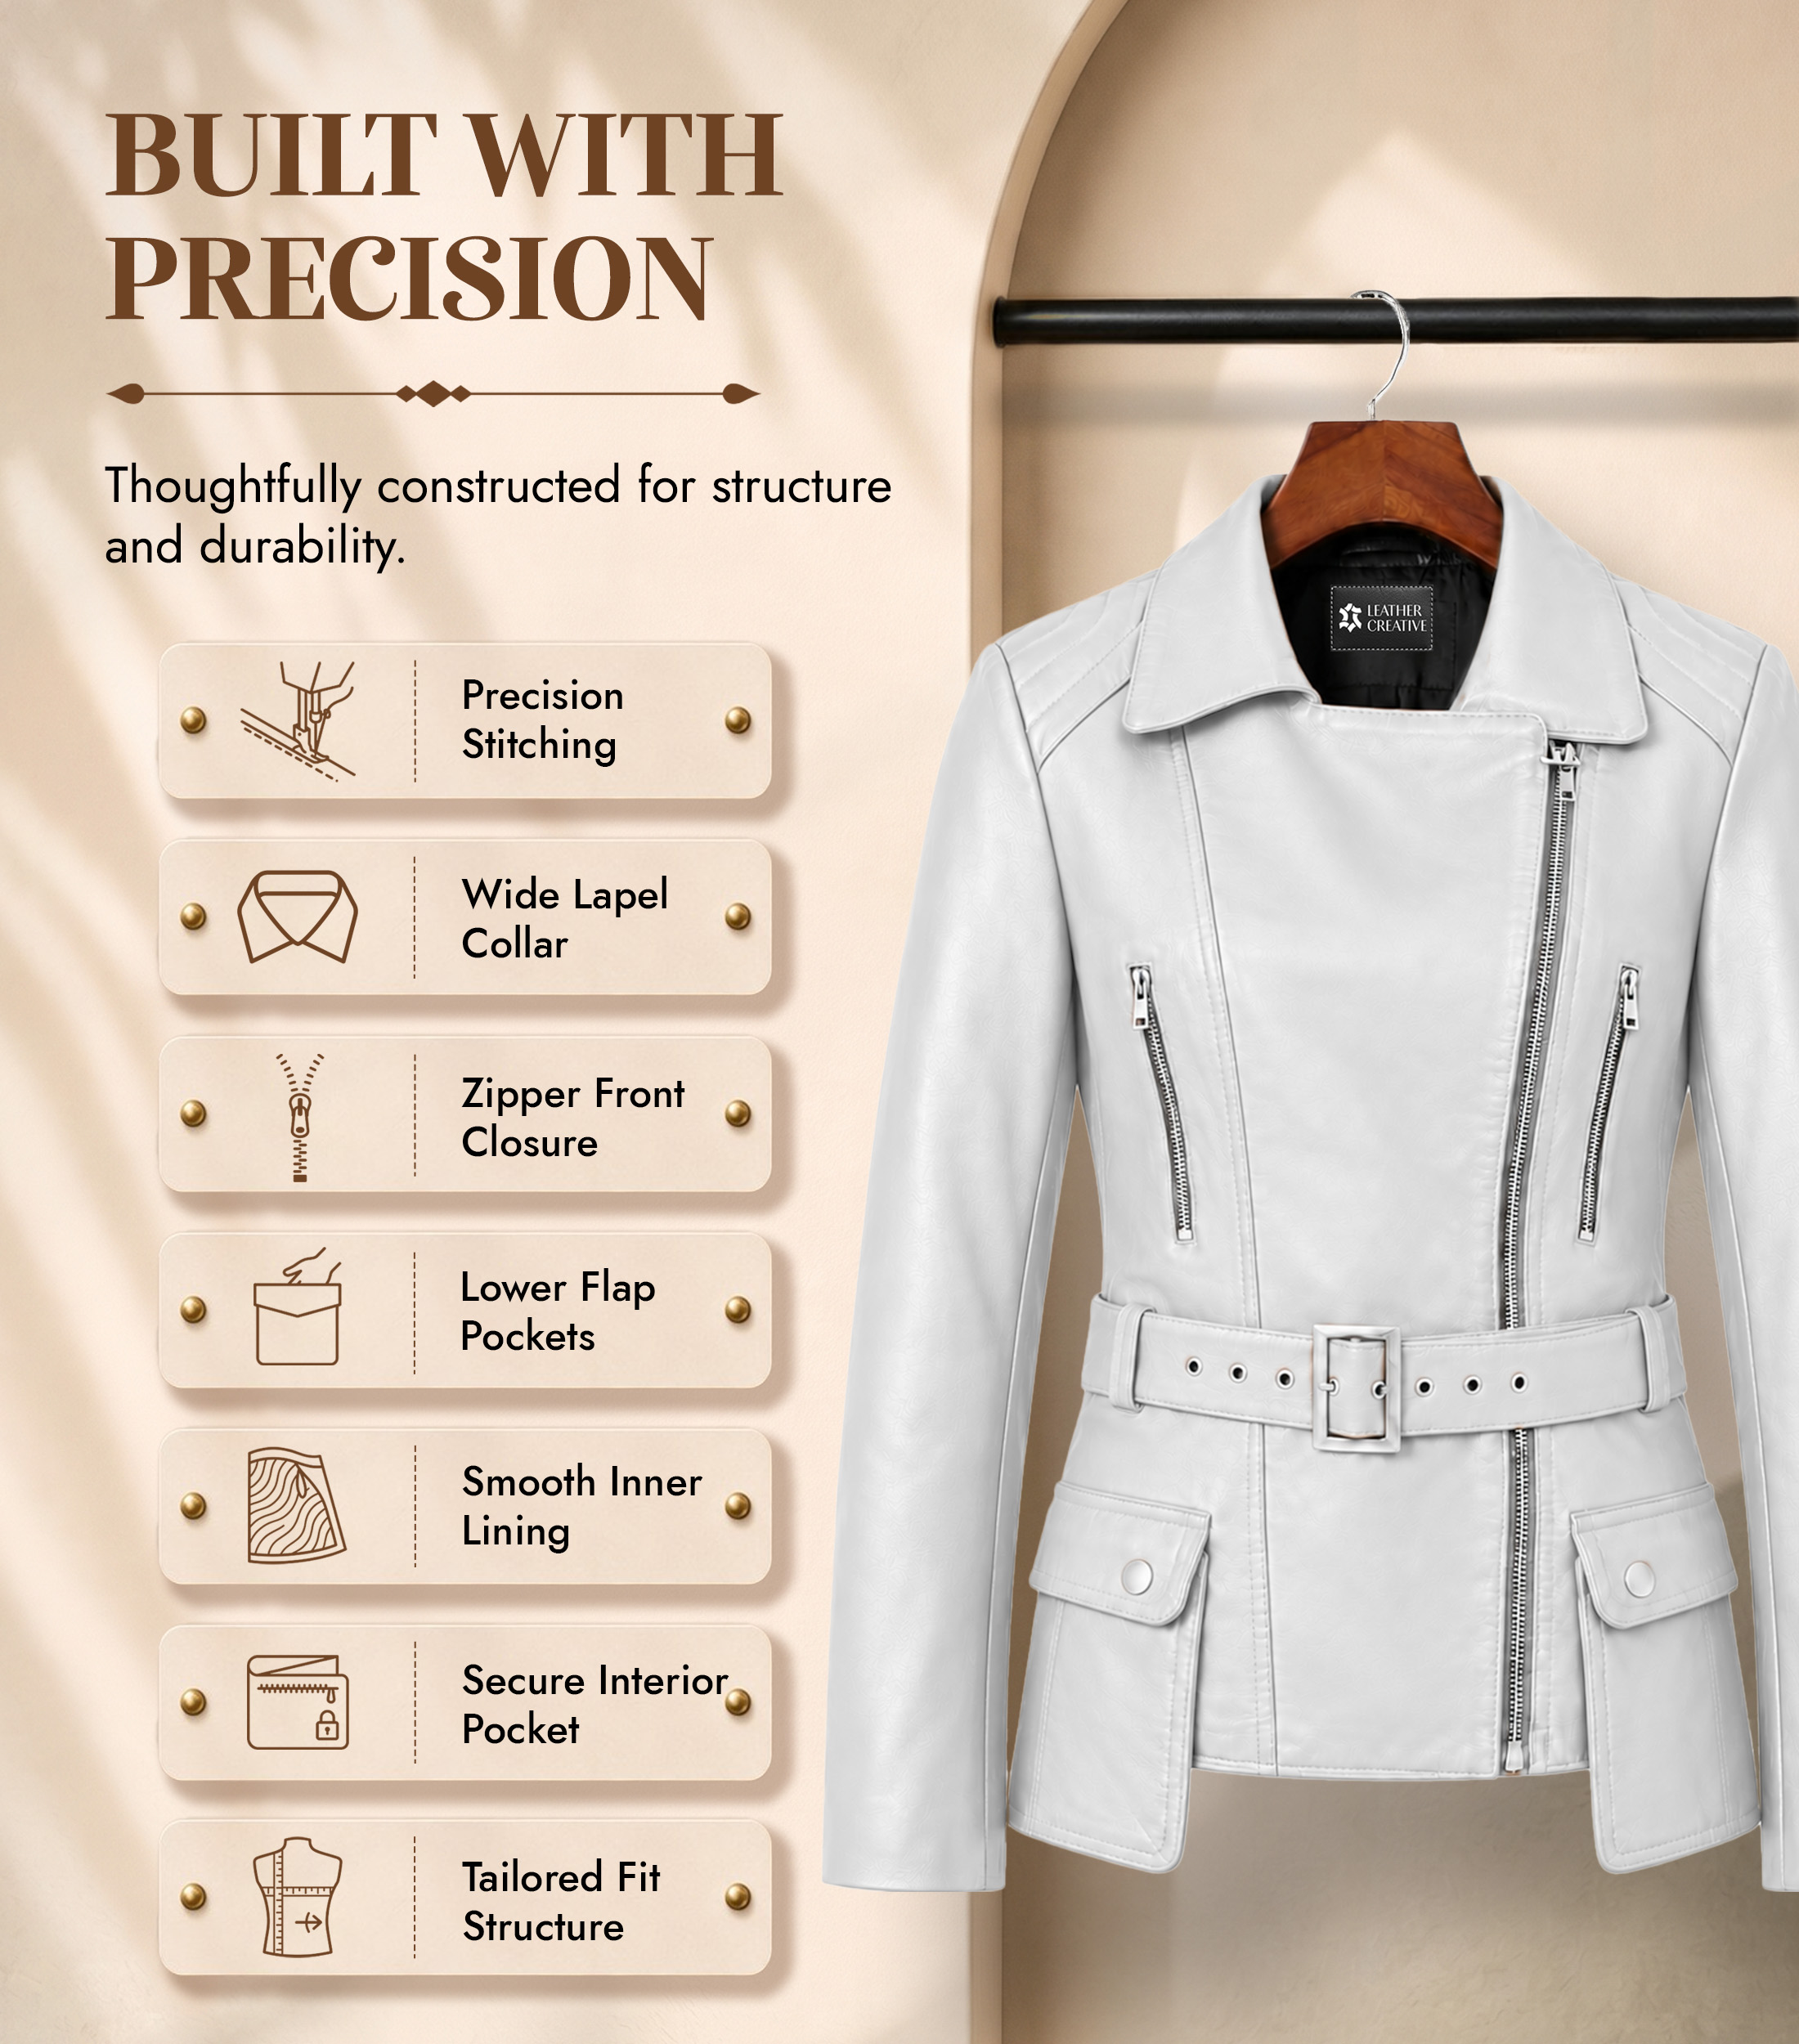 BUILT WITH
PRECISION
Thoughtfully constructed for structure
and durability.
Precision
Stitching
Wide Lapel
Collar
Zipper Front
Closure
Lower Flap
Pockets
Smooth Inner
Lining
Secure Interior
Pocket
Tailored Fit
Structure
LEATHER
CREATIVE